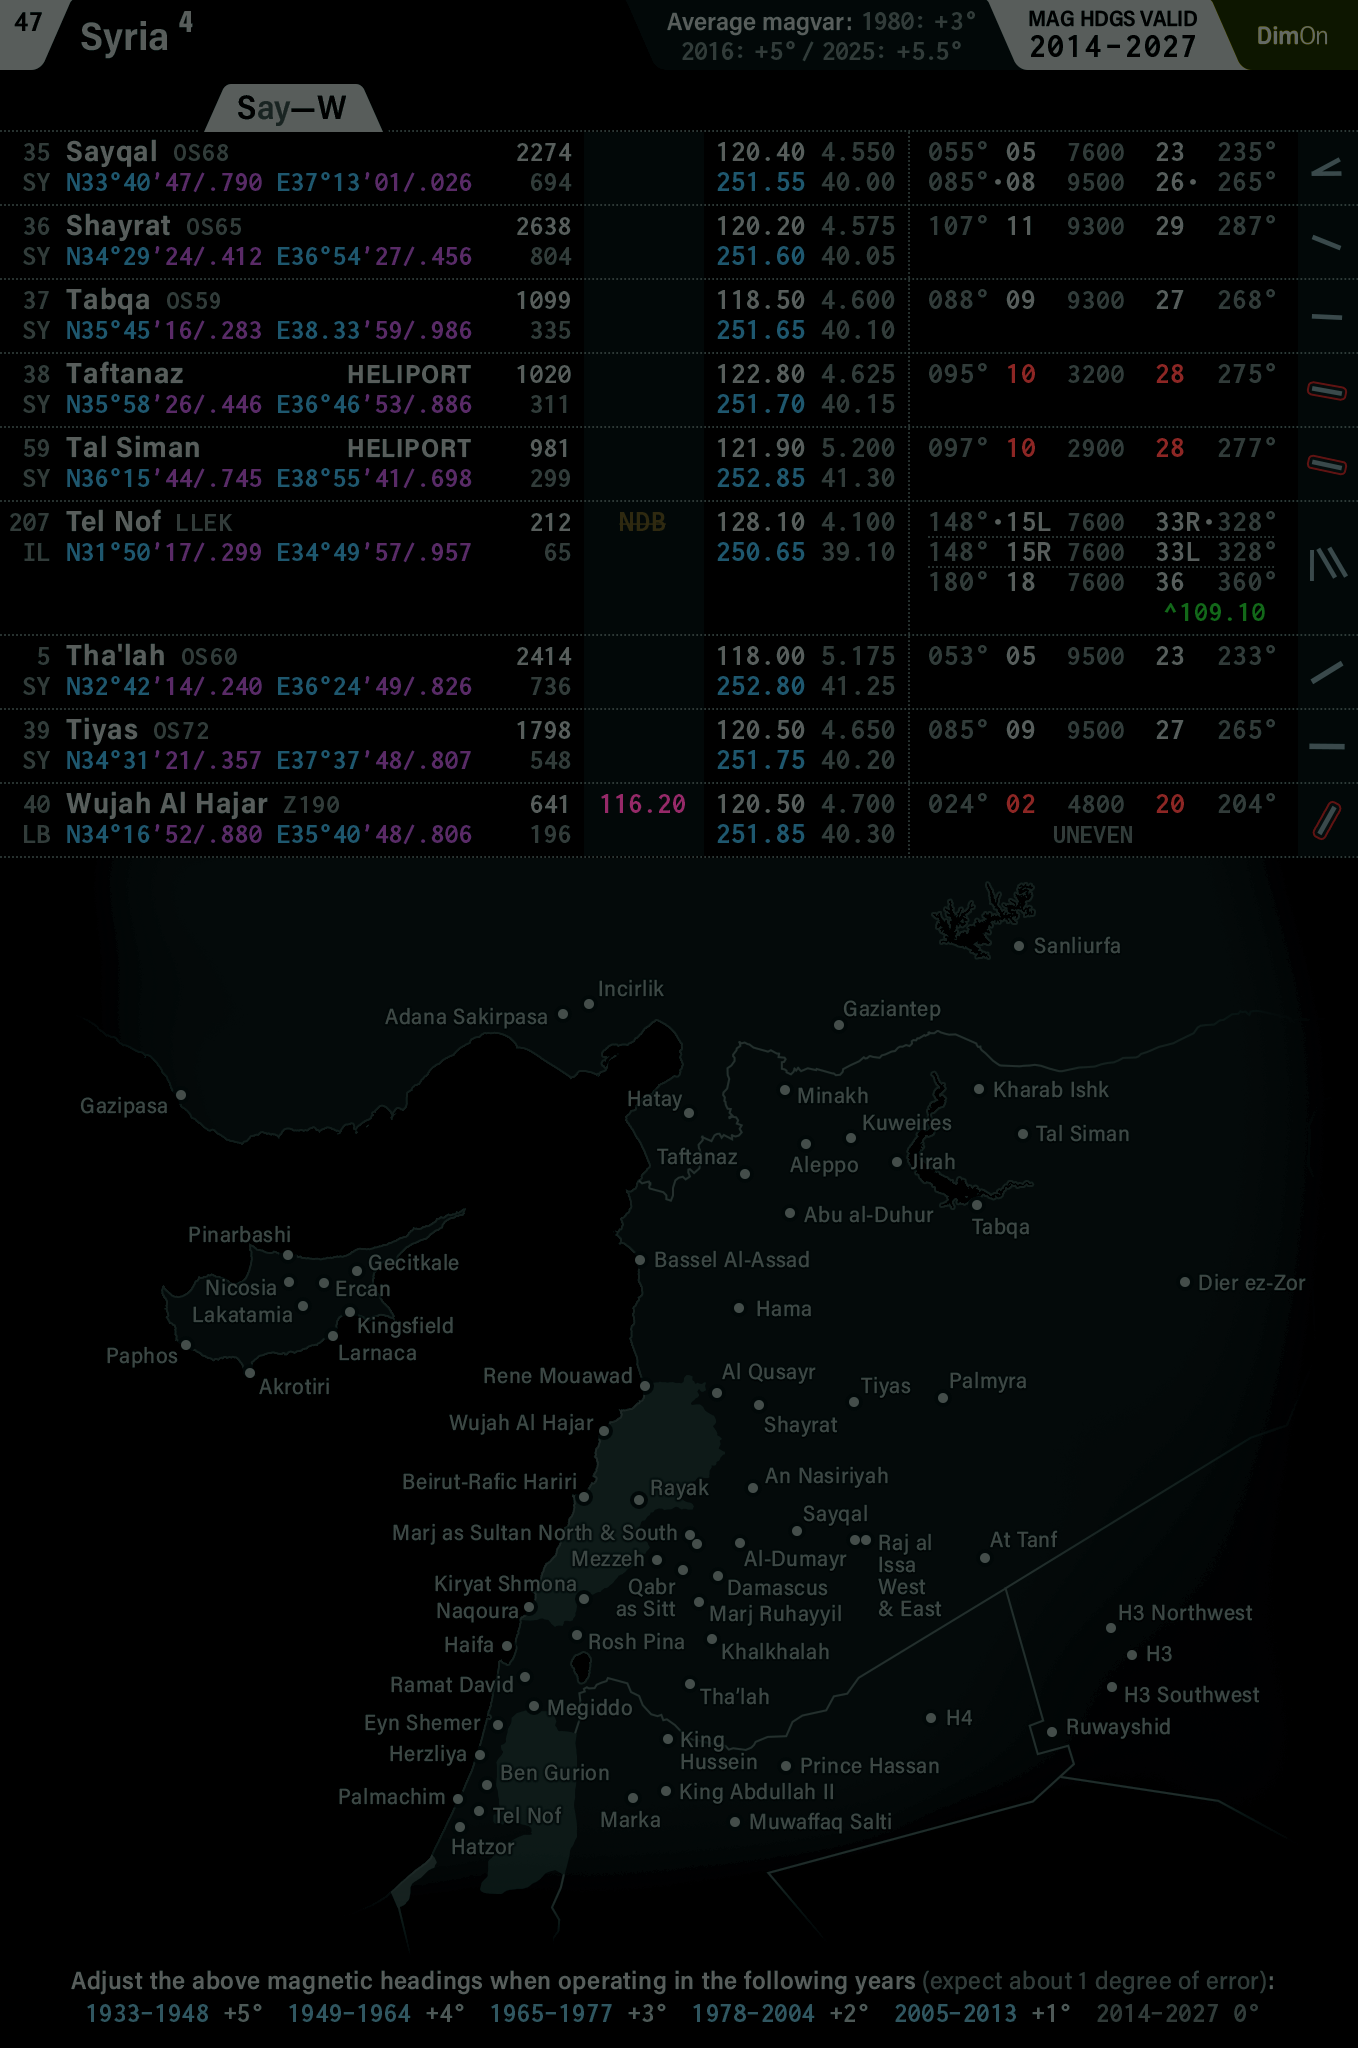 47
Syria 4
Average magvar: 1980: +3°
2016: +5° / 2025: +5.5°
MAG HDGS VALID
2014-2027
DimOn
Say—W
35 Sayqal OS68 2274 120.40 4.550 055° 05 7600 23 235°
SY N33°40'47/.790 E37°13'01/.026 694 251.55 40.00 085°·08 9500 26· 265°
36 Shayrat OS65 2638 120.20 4.575 107° 11 9300 29 287°
SY N34°29'24/.412 E36°54'27/.456 804 251.60 40.05
37 Tabqa OS59 1099 118.50 4.600 088° 09 9300 27 268°
SY N35°45'16/.283 E38.33'59/.986 335 251.65 40.10
38 Taftanaz HELIPORT 1020 122.80 4.625 095° 10 3200 28 275°
SY N35°58'26/.446 E36°46'53/.886 311 251.70 40.15
59 Tal Siman HELIPORT 981 121.90 5.200 097° 10 2900 28 277°
SY N36°15'44/.745 E38°55'41/.698 299 252.85 41.30
207 Tel Nof LLEK 212 NDB 128.10 4.100 148°·15L 7600 33R·328°
IL N31°50'17/.299 E34°49'57/.957 65 250.65 39.10 148° 15R 7600 33L 328°
180° 18 7600 36 360°
^109.10
5 Tha'lah OS60 2414 118.00 5.175 053° 05 9500 23 233°
SY N32°42'14/.240 E36°24'49/.826 736 252.80 41.25
39 Tiyas OS72 1798 120.50 4.650 085° 09 9500 27 265°
SY N34°31'21/.357 E37°37'48/.807 548 251.75 40.20
40 Wujah Al Hajar Z190 641 116.20 120.50 4.700 024° 02 4800 20 204°
LB N34°16'52/.880 E35°40'48/.806 196 251.85 40.30 UNEVEN
Sanliurfa
Incirlik
Adana Sakirpasa
Gaziantep
Gazipasa
Hatay
Minakh
Kharab Ishk
Kuweires
Tal Siman
Taftanaz
Aleppo
Jirah
Abu al-Duhur
Tabqa
Pinarbashi
Gecitkale
Nicosia
Ercan
Lakatamia
Kingsfield
Larnaca
Paphos
Akrotiri
Bassel Al-Assad
Dier ez-Zor
Hama
Rene Mouawad
Al Qusayr
Tiyas
Palmyra
Wujah Al Hajar
Shayrat
Beirut-Rafic Hariri
Rayak
An Nasiriyah
Sayqal
Marj as Sultan North & South
Mezzeh
Al-Dumayr
Raj al
Issa
West
& East
At Tanf
Kiryat Shmona
Qabr
as Sitt
Damascus
Naqoura
Marj Ruhayyil
H3 Northwest
Haifa
Rosh Pina
Khalkhalah
H3
Ramat David
Tha'lah
H3 Southwest
Megiddo
Eyn Shemer
H4
Ruwayshid
King
Hussein
Herzliya
Ben Gurion
Prince Hassan
Palmachim
King Abdullah II
Tel Nof
Marka
Muwaffaq Salti
Hatzor
Adjust the above magnetic headings when operating in the following years (expect about 1 degree of error):
1933-1948 +5° 1949-1964 +4° 1965-1977 +3° 1978-2004 +2° 2005-2013 +1° 2014-2027 0°